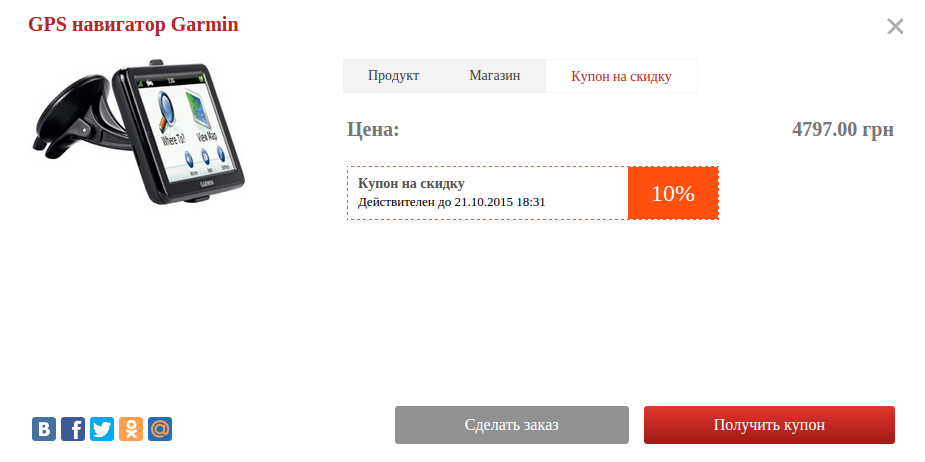 GPS навигатор Garmin
Продукт Магазин Купон на скидку
Цена: 4797.00 грн
Where To? View Map
GARMIN
Купон на скидку
Действителен до 21.10.2015 18:31
10%
Сделать заказ Получить купон